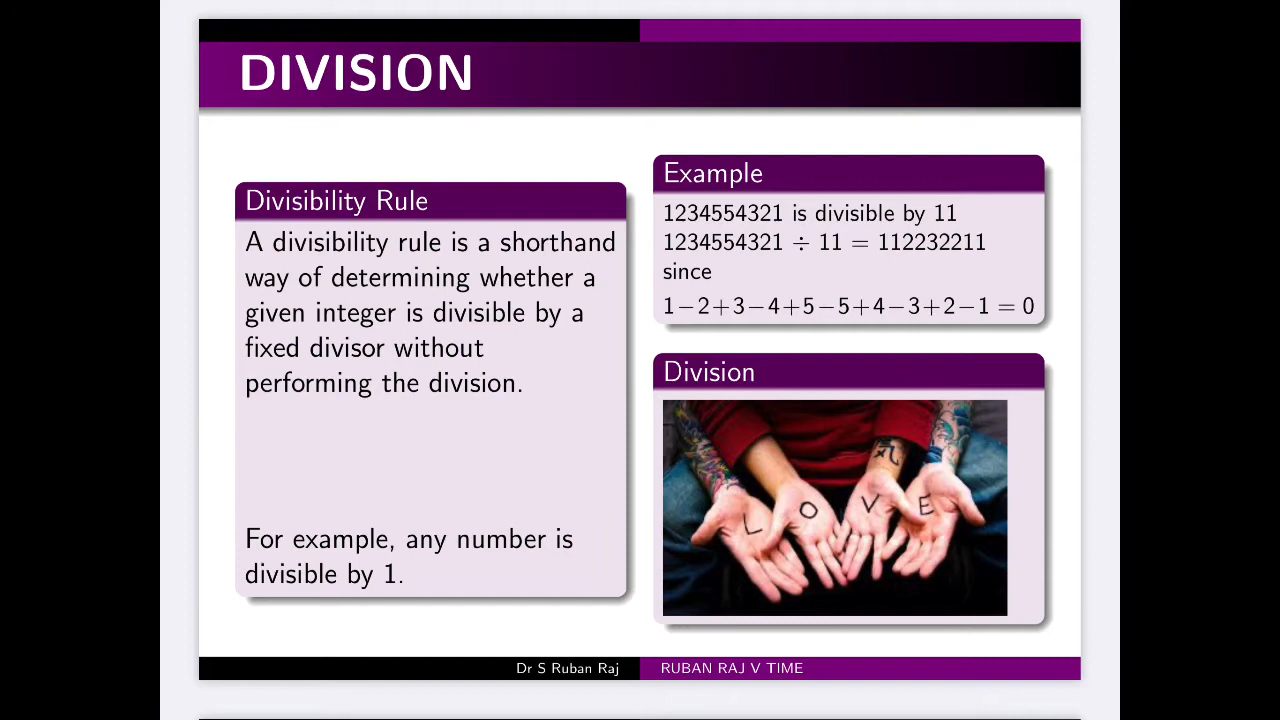 DIVISION
Divisibility Rule
A divisibility rule is a shorthand
way of determining whether a
given integer is divisible by a
fixed divisor without
performing the division.
For example, any number is
divisible by 1.
Example
1234554321 is divisible by 11
1234554321 ÷ 11 = 112232211
since
1−2+3−4+5−5+4−3+2−1 = 0
Division
L O V E
氣
Dr S Ruban Raj
RUBAN RAJ V TIME